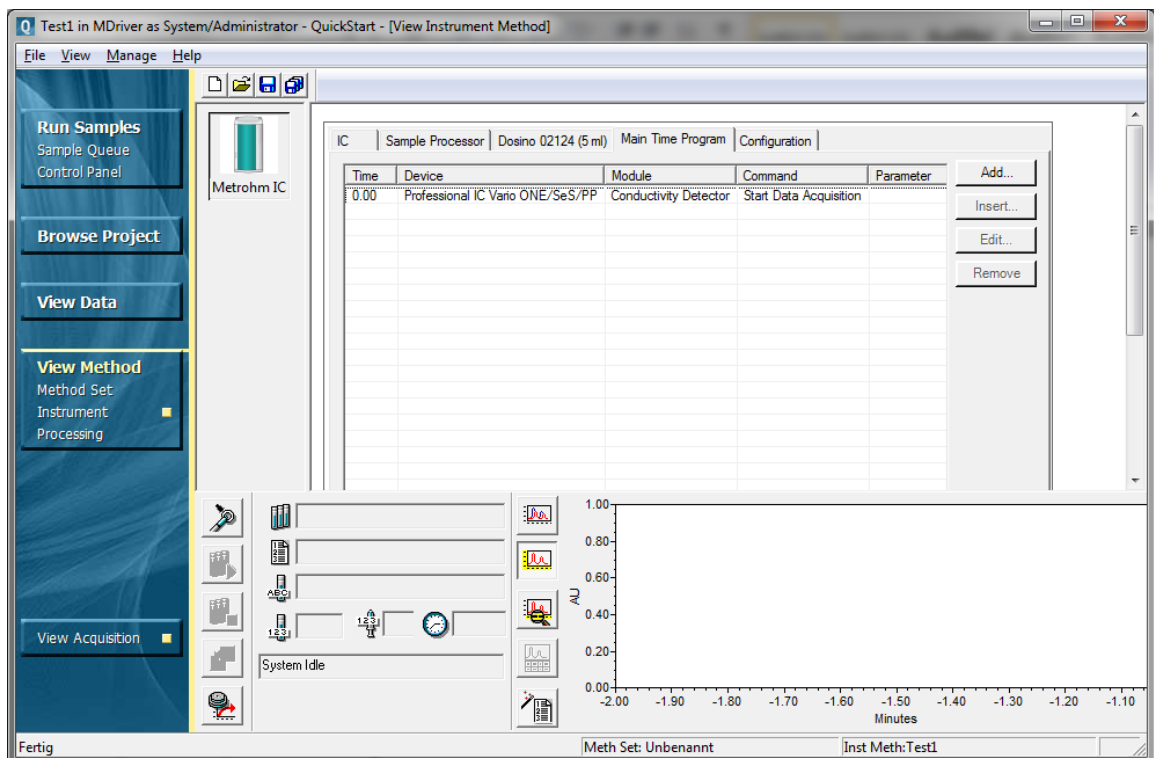 Test1 in MDriver as System/Administrator - QuickStart - [View Instrument Method]
File View Manage Help
Run Samples
Sample Queue
Control Panel
Browse Project
View Data
View Method
Method Set
Instrument
Processing
View Acquisition
Metrohm IC
IC Sample Processor Dosino 02124 (5 ml) Main Time Program Configuration
Time Device Module Command Parameter
0.00 Professional IC Vario ONE/SeS/PP Conductivity Detector Start Data Acquisition
Add...
Insert...
Edit...
Remove
ABC
123
123
System Idle
1.00
0.80
0.60
0.40
0.20
0.00
AU
-2.00 -1.90 -1.80 -1.70 -1.60 -1.50 -1.40 -1.30 -1.20 -1.10
Minutes
Fertig Meth Set: Unbenannt Inst Meth:Test1